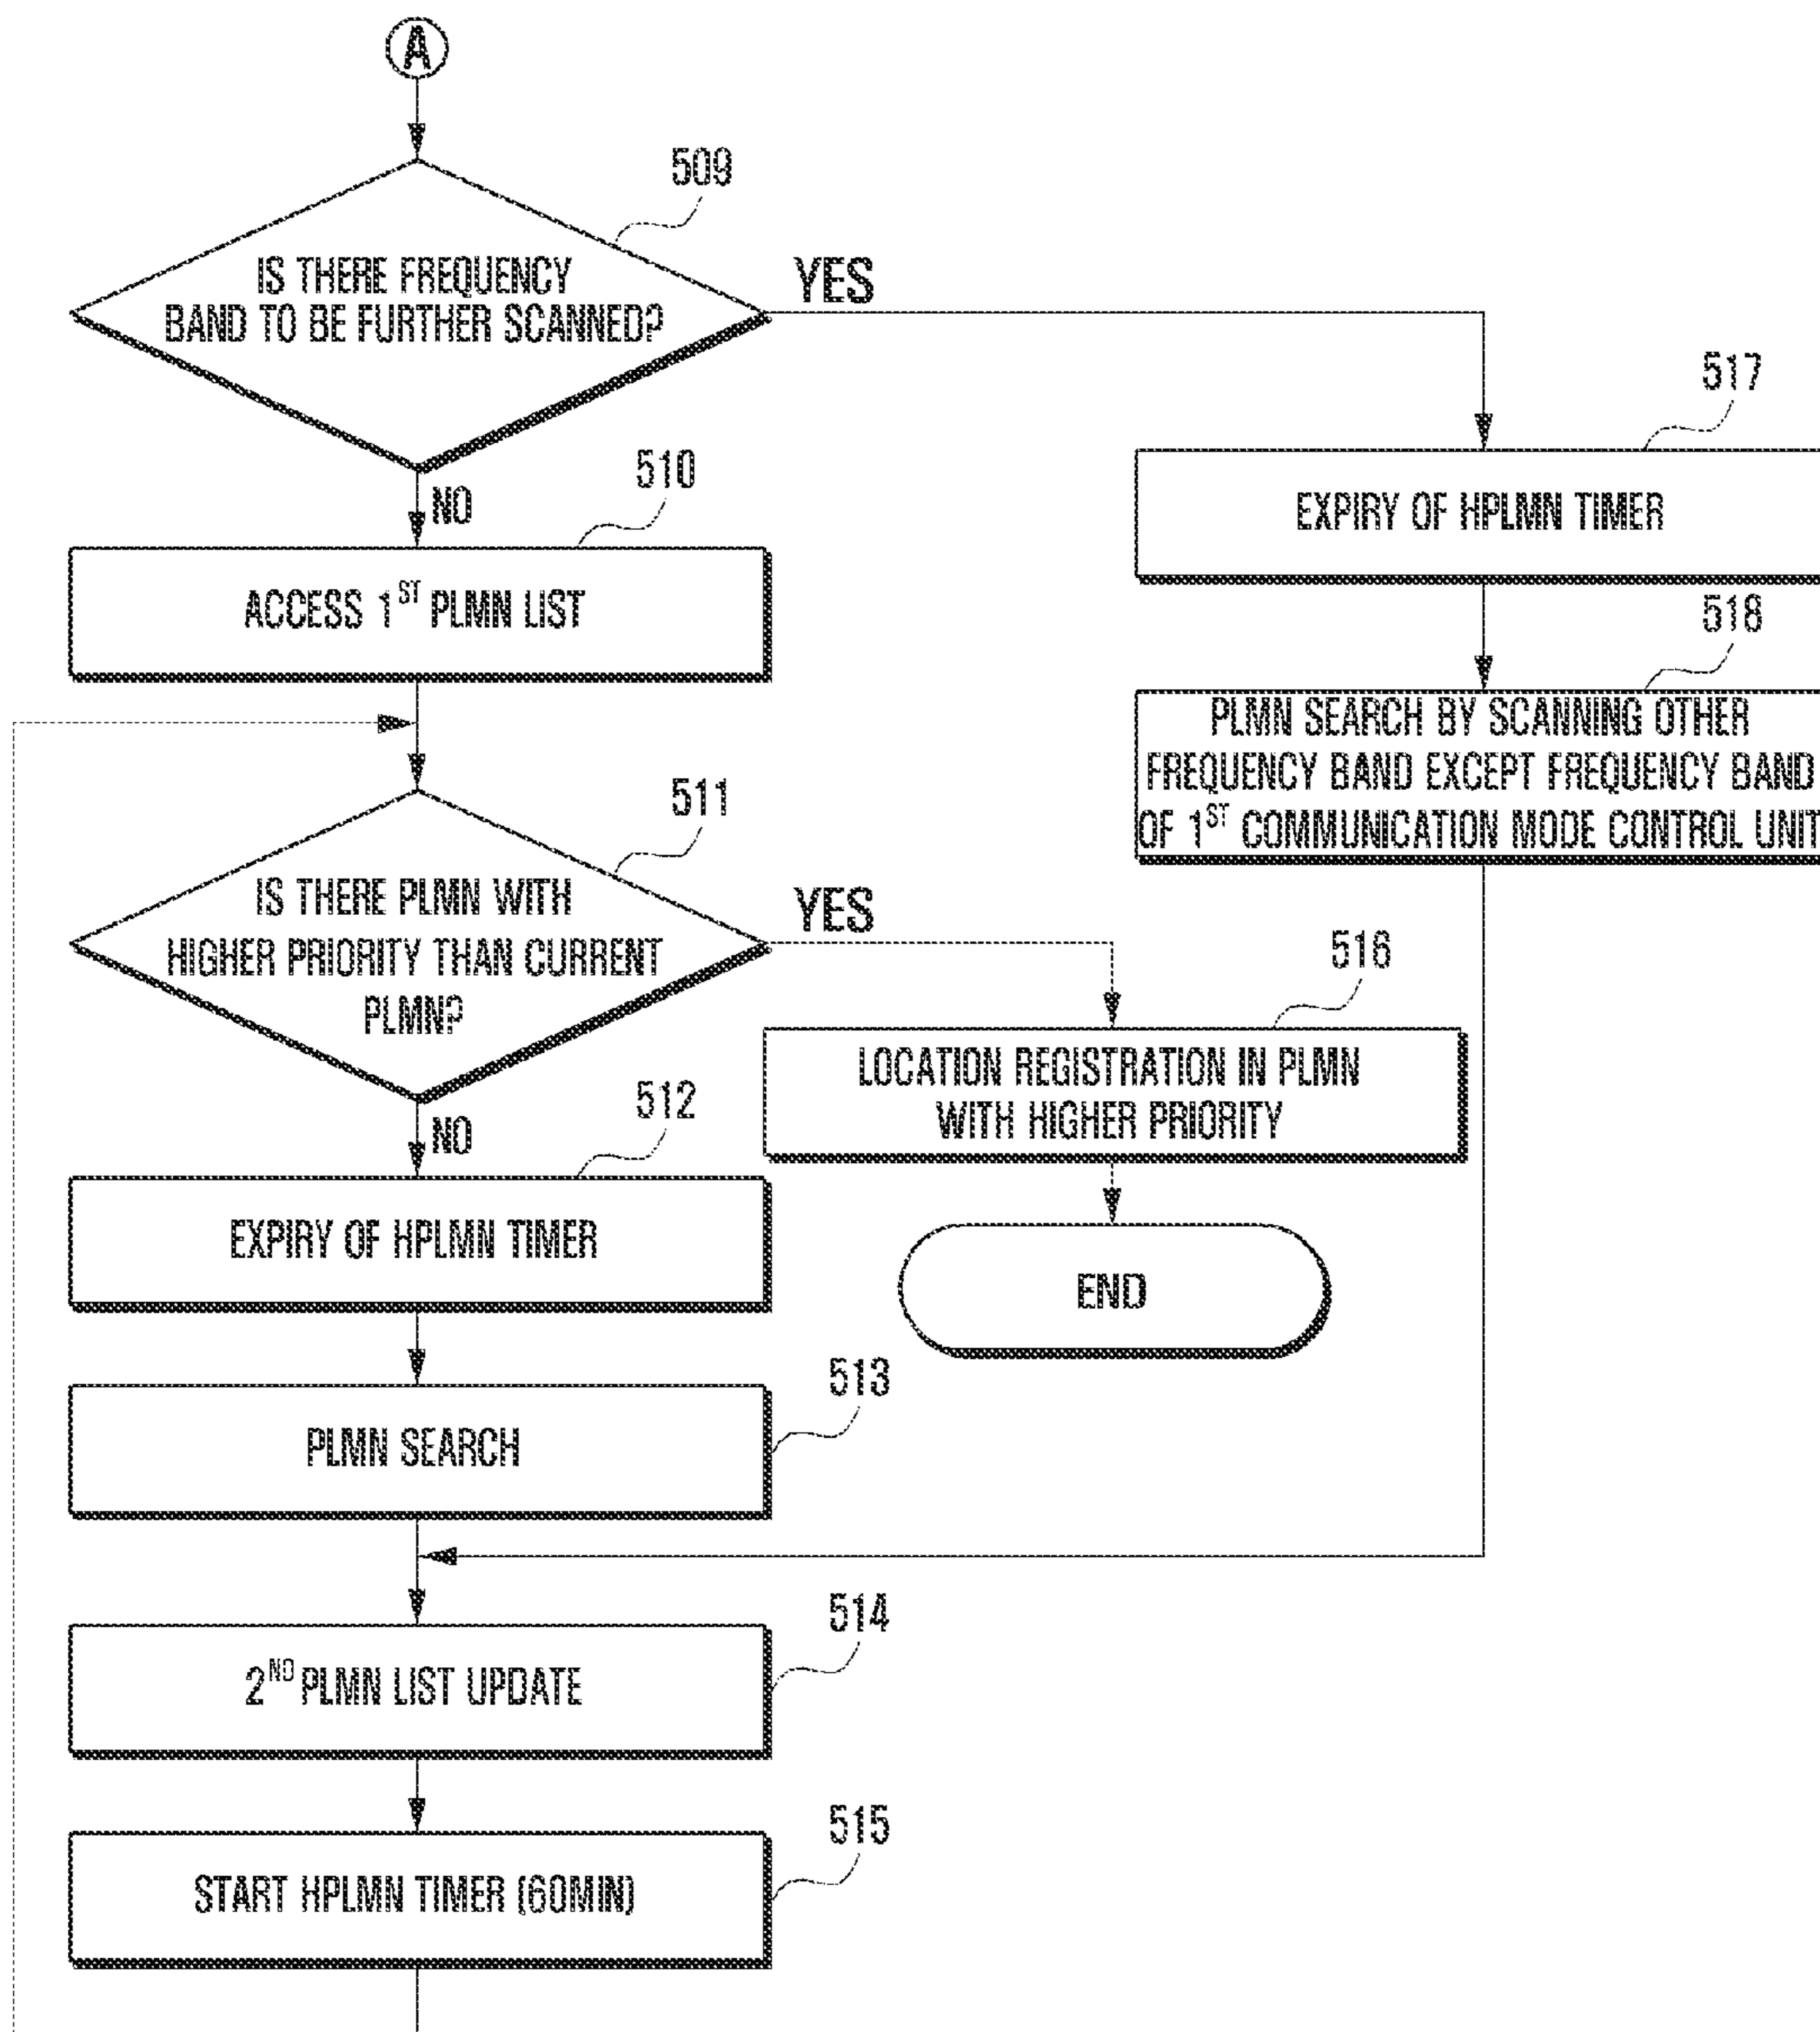 A
509
IS THERE FREQUENCY
BAND TO BE FURTHER SCANNED?
YES
NO
517
EXPIRY OF HPLMN TIMER
510
ACCESS 1ST PLMN LIST
518
PLMN SEARCH BY SCANNING OTHER
FREQUENCY BAND EXCEPT FREQUENCY BAND
OF 1ST COMMUNICATION MODE CONTROL UNIT
511
IS THERE PLMN WITH
HIGHER PRIORITY THAN CURRENT
PLMN?
YES
NO
516
LOCATION REGISTRATION IN PLMN
WITH HIGHER PRIORITY
END
512
EXPIRY OF HPLMN TIMER
513
PLMN SEARCH
514
2ND PLMN LIST UPDATE
515
START HPLMN TIMER (60MIN)